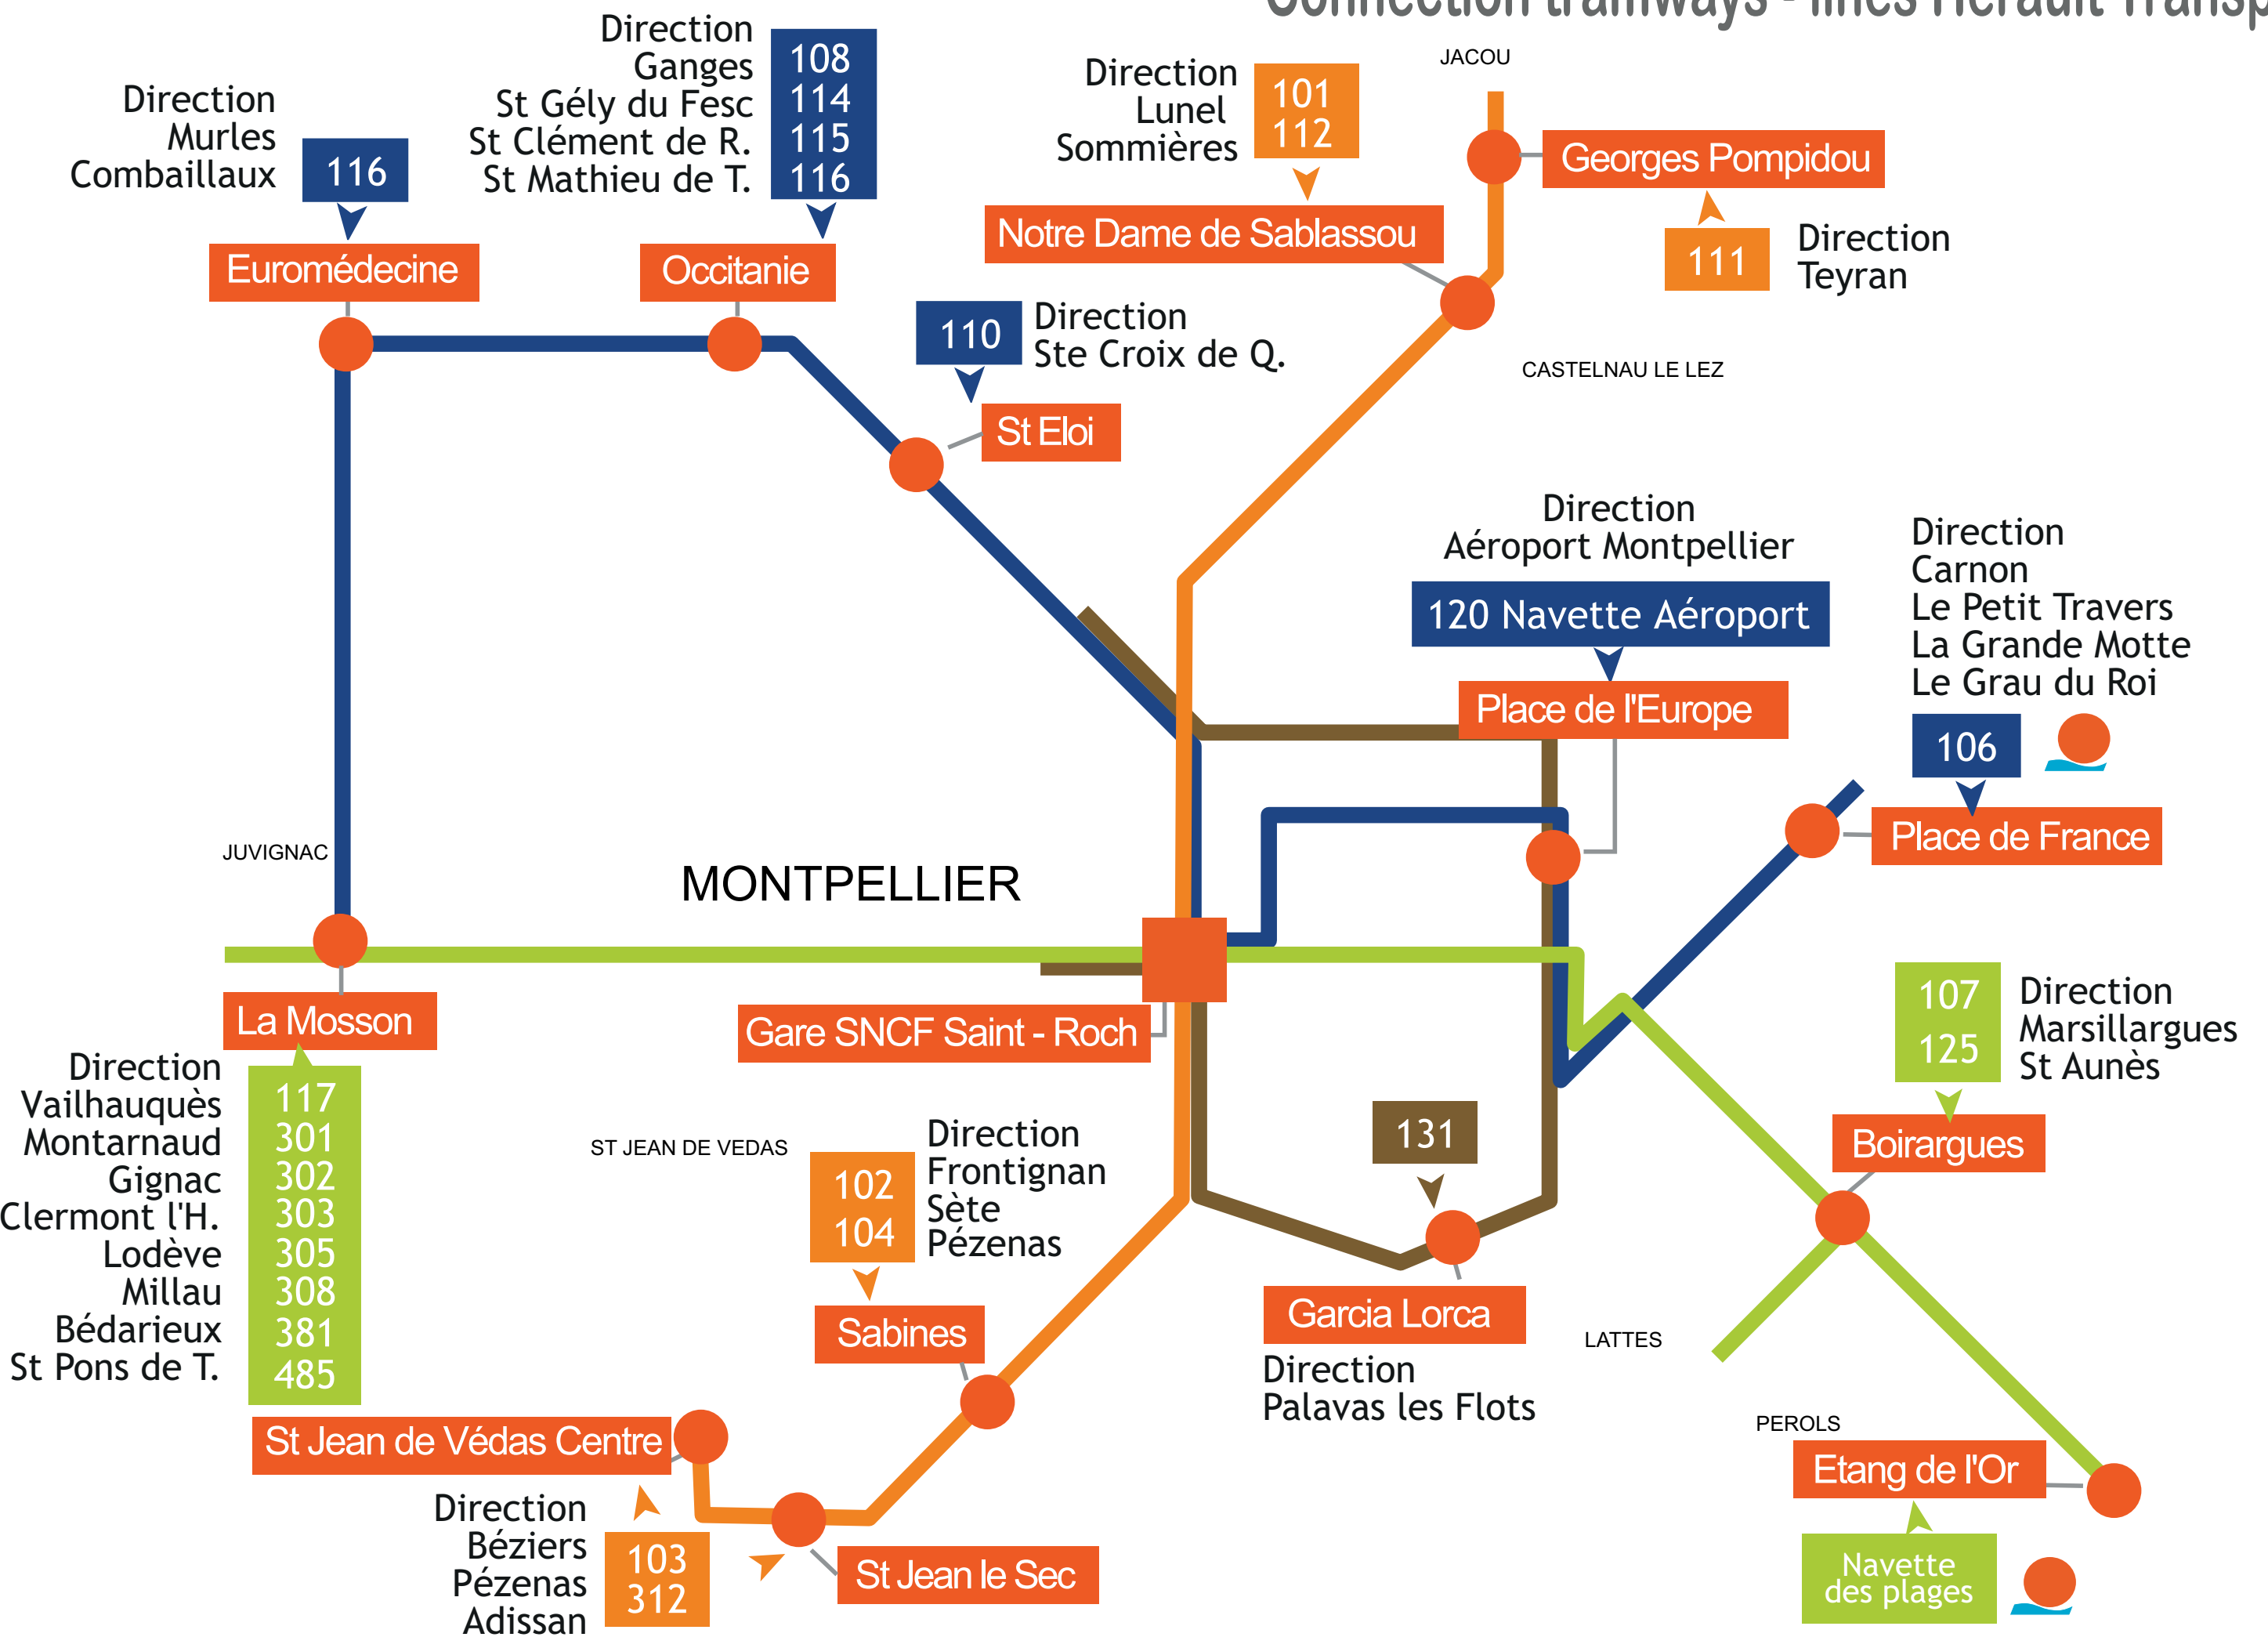 Connection tramways - lines Hérault Transp
Direction
Murles
Combaillaux
116
Euromédecine
Direction
Ganges
St Gély du Fesc
St Clément de R.
St Mathieu de T.
108
114
115
116
Occitanie
110
Direction
Ste Croix de Q.
St Eloi
Direction
Lunel
Sommières
101
112
Notre Dame de Sablassou
JACOU
Georges Pompidou
111
Direction
Teyran
CASTELNAU LE LEZ
Direction
Aéroport Montpellier
120 Navette Aéroport
Place de l'Europe
Direction
Carnon
Le Petit Travers
La Grande Motte
Le Grau du Roi
106
Place de France
JUVIGNAC
MONTPELLIER
La Mosson
Gare SNCF Saint - Roch
Direction
Vailhauquès
Montarnaud
Gignac
Clermont l'H.
Lodève
Millau
Bédarieux
St Pons de T.
117
301
302
303
305
308
381
485
107
125
Direction
Marsillargues
St Aunès
Boirargues
ST JEAN DE VEDAS
102
104
Direction
Frontignan
Sète
Pézenas
Sabines
131
Garcia Lorca
Direction
Palavas les Flots
LATTES
PEROLS
Etang de l'Or
Navette
des plages
St Jean de Védas Centre
Direction
Béziers
Pézenas
Adissan
103
312
St Jean le Sec